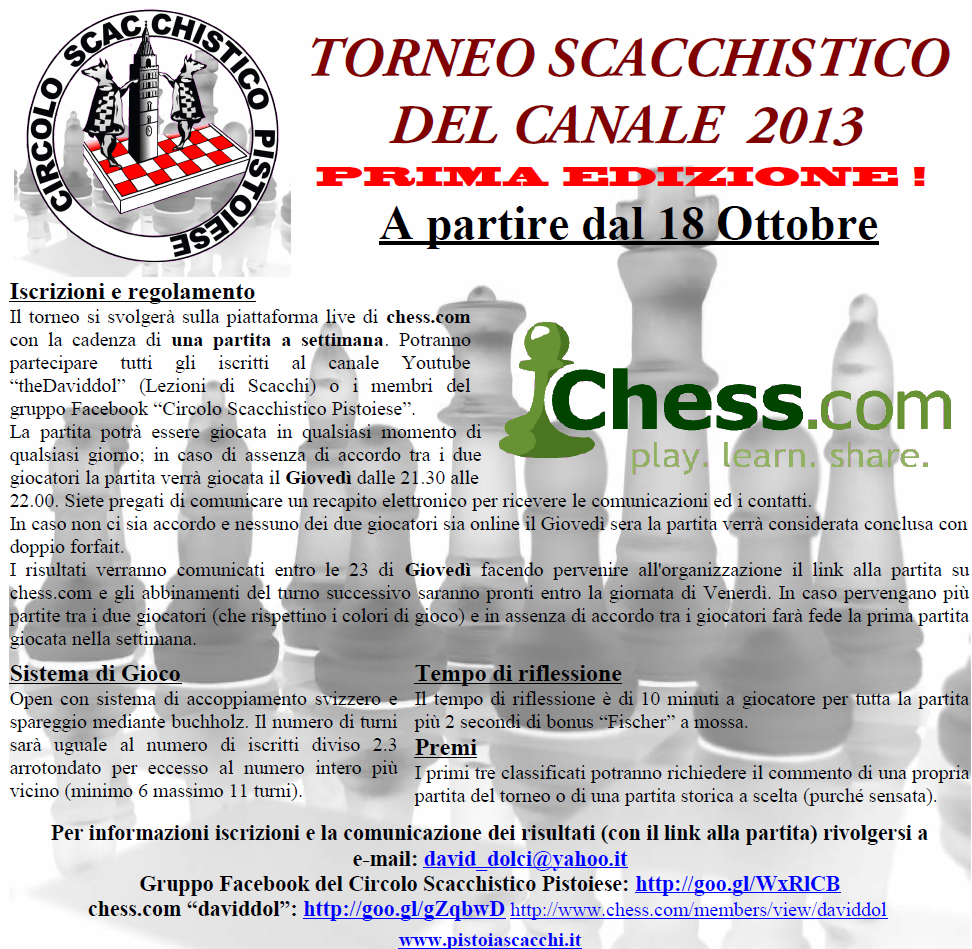 CIRCOLO SCACCHISTICO PISTOIESE
TORNEO SCACCHISTICO
DEL CANALE 2013
PRIMA EDIZIONE !
A partire dal 18 Ottobre
Iscrizioni e regolamento
Il torneo si svolgerà sulla piattaforma live di chess.com
con la cadenza di una partita a settimana. Potranno
partecipare tutti gli iscritti al canale Youtube
“theDaviddol” (Lezioni di Scacchi) o i membri del
gruppo Facebook “Circolo Scacchistico Pistoiese”.
La partita potrà essere giocata in qualsiasi momento di
qualsiasi giorno; in caso di assenza di accordo tra i due
giocatori la partita verrà giocata il Giovedì dalle 21.30 alle
22.00. Siete pregati di comunicare un recapito elettronico per ricevere le comunicazioni ed i contatti.
In caso non ci sia accordo e nessuno dei due giocatori sia online il Giovedì sera la partita verrà considerata conclusa con
doppio forfait.
I risultati verranno comunicati entro le 23 di Giovedì facendo pervenire all'organizzazione il link alla partita su
chess.com e gli abbinamenti del turno successivo saranno pronti entro la giornata di Venerdì. In caso pervengano più
partite tra i due giocatori (che rispettino i colori di gioco) e in assenza di accordo tra i giocatori farà fede la prima partita
giocata nella settimana.
Chess.com
play. learn. share.
Sistema di Gioco
Open con sistema di accoppiamento svizzero e
spareggio mediante buchholz. Il numero di turni
sarà uguale al numero di iscritti diviso 2.3
arrotondato per eccesso al numero intero più
vicino (minimo 6 massimo 11 turni).
Tempo di riflessione
Il tempo di riflessione è di 10 minuti a giocatore per tutta la partita
più 2 secondi di bonus “Fischer” a mossa.
Premi
I primi tre classificati potranno richiedere il commento di una propria
partita del torneo o di una partita storica a scelta (purché sensata).
Per informazioni iscrizioni e la comunicazione dei risultati (con il link alla partita) rivolgersi a
e-mail: david_dolci@yahoo.it
Gruppo Facebook del Circolo Scacchistico Pistoiese: http://goo.gl/WxRlCB
chess.com “daviddol”: http://goo.gl/gZqbwD http://www.chess.com/members/view/daviddol
www.pistoiascacchi.it